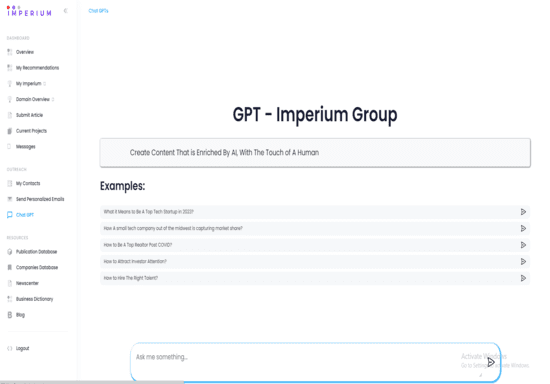 IMPERIUM
Chat GPTs
DASHBOARD
Overview
My Recommendations
My Imperium
Domain Overview
Submit Article
Current Projects
Messages
OUTREACH
My Contacts
Send Personalized Emails
Chat GPT
RESOURCES
Publication Database
Companies Database
Newscenter
Business Dictionary
Blog
Logout
GPT - Imperium Group
Create Content That is Enriched By AI, With The Touch of A Human
Examples:
What It Means to Be A Top Tech Startup in 2023?
How A small tech company out of the midwest is capturing market share?
How to Be A Top Realtor Post COVID?
How to Attract Investor Attention?
How to Hire The Right Talent?
Ask me something...
Activate Windows
Go to Settings to activate Windows.